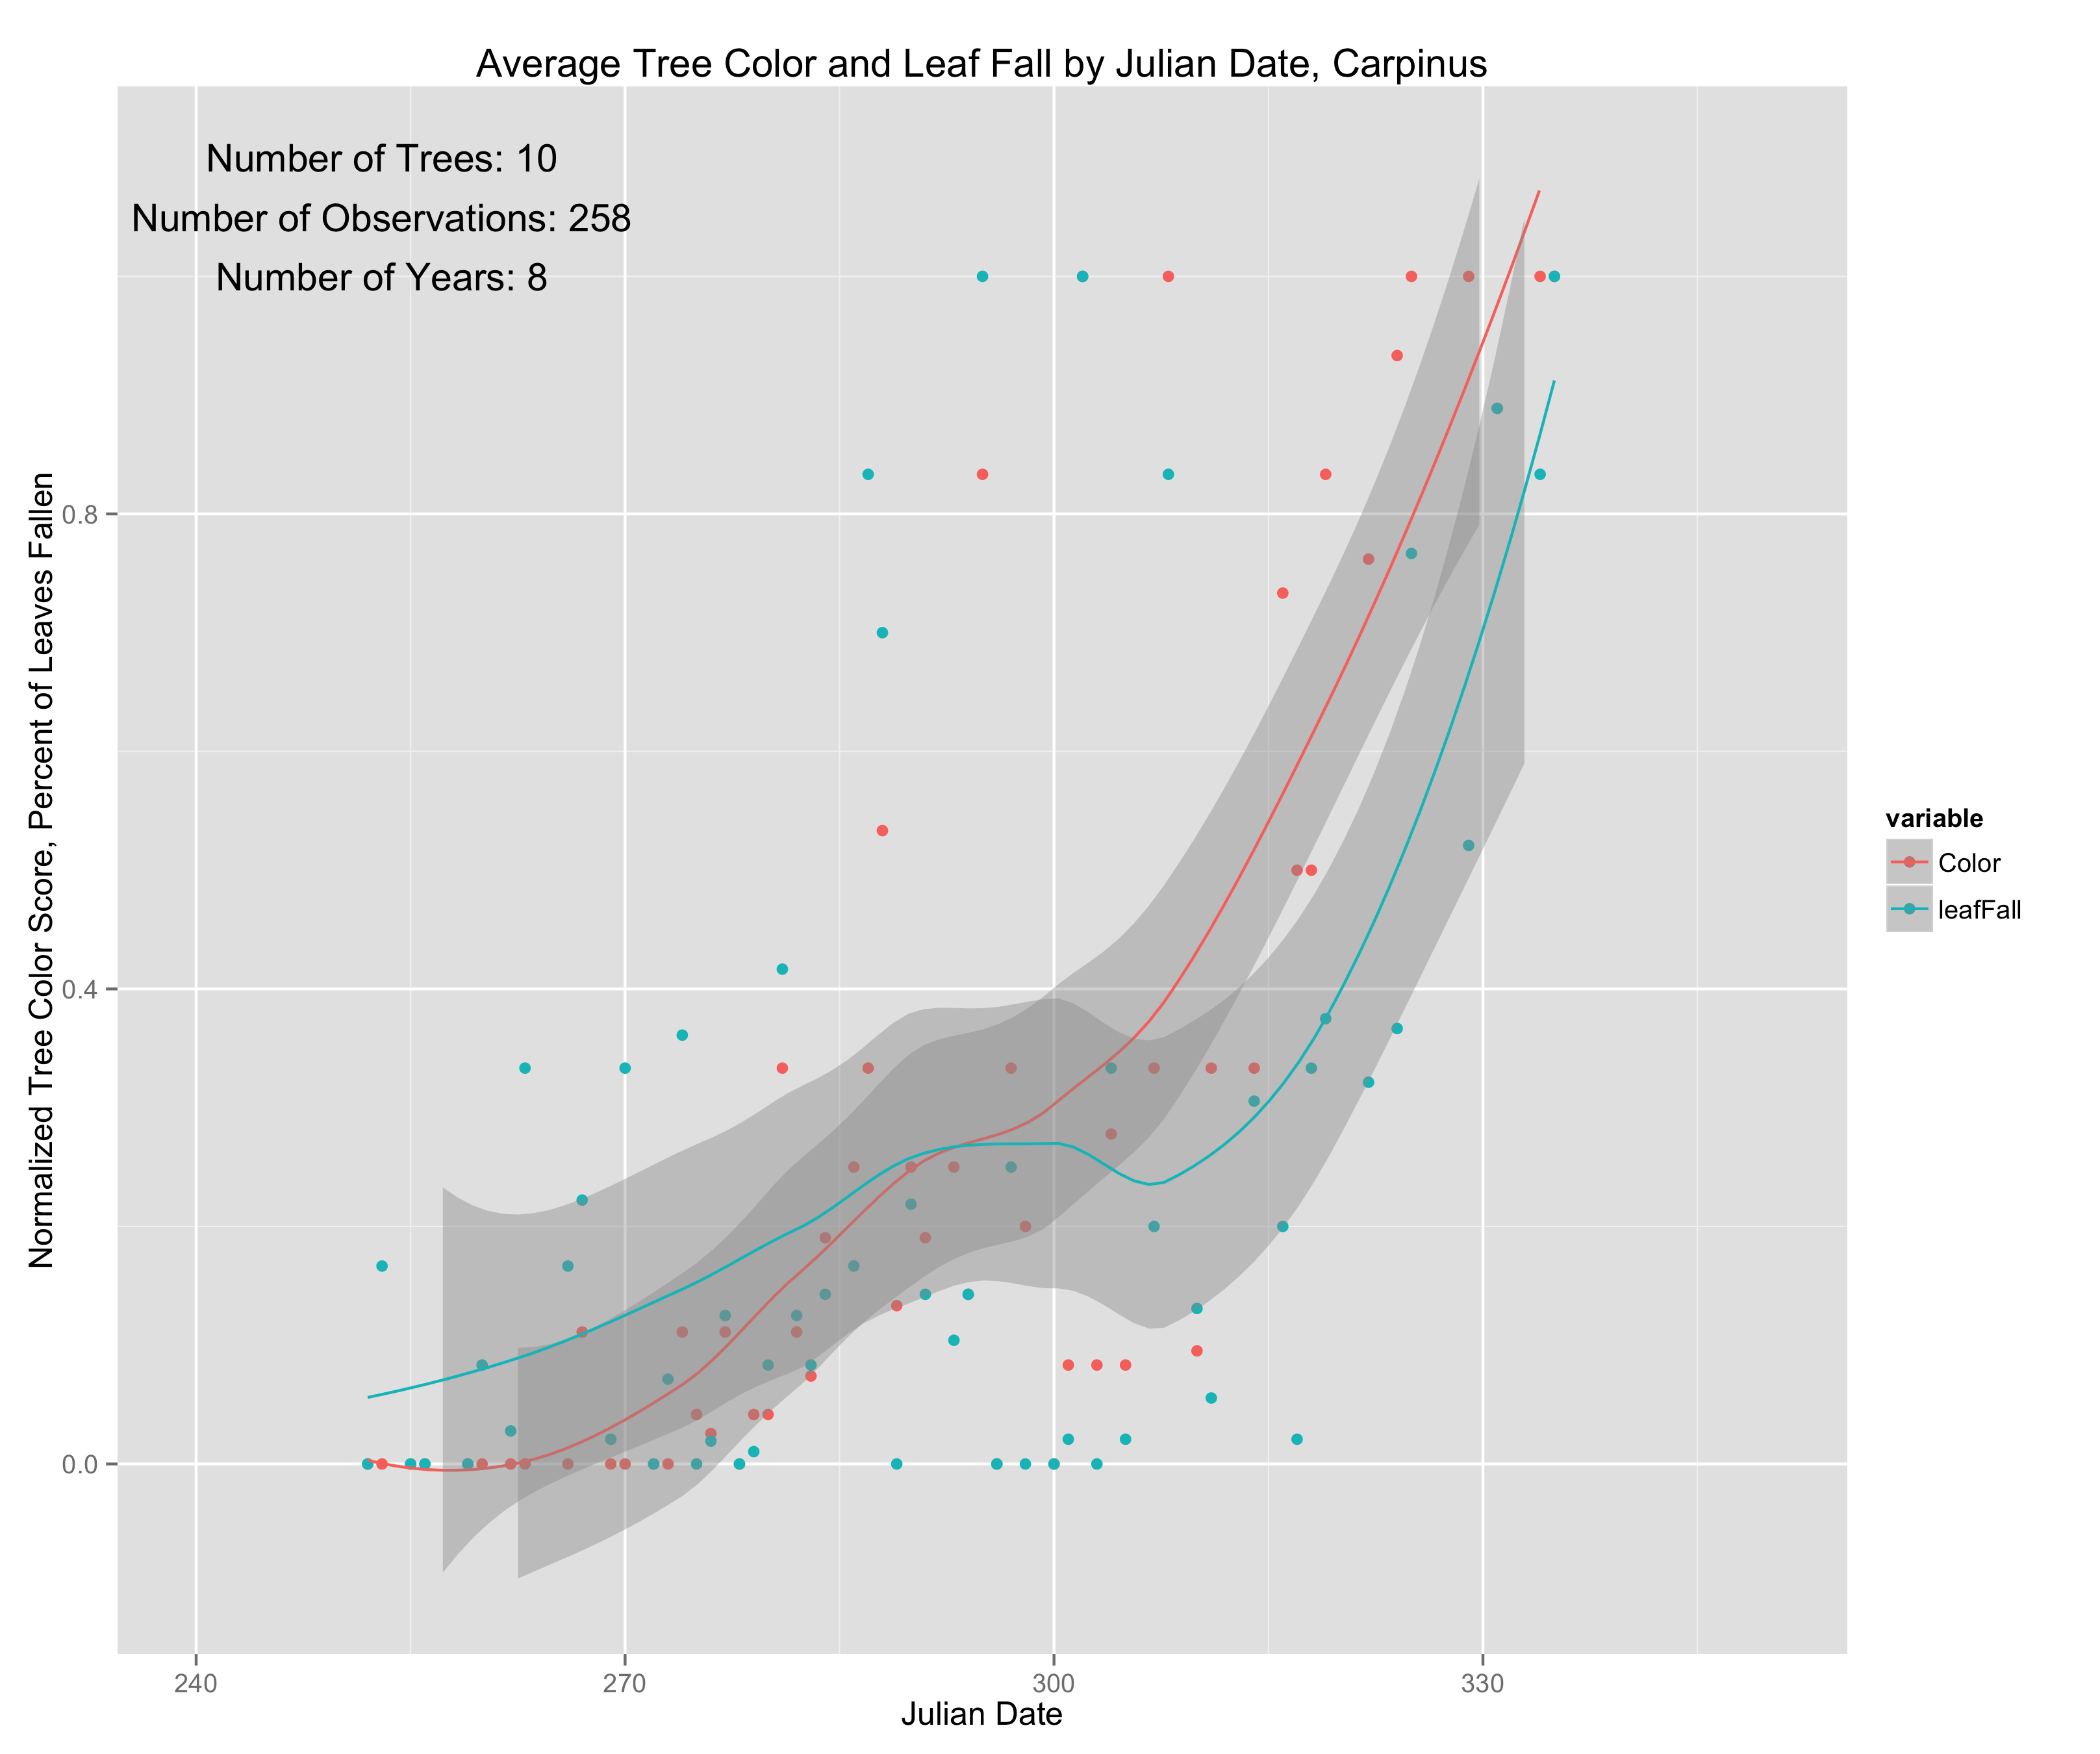 Average Tree Color and Leaf Fall by Julian Date, Carpinus
Number of Trees: 10
Number of Observations: 258
Number of Years: 8
Normalized Tree Color Score, Percent of Leaves Fallen
0.8
0.4
0.0
240
270
300
330
Julian Date
variable
Color
leafFall